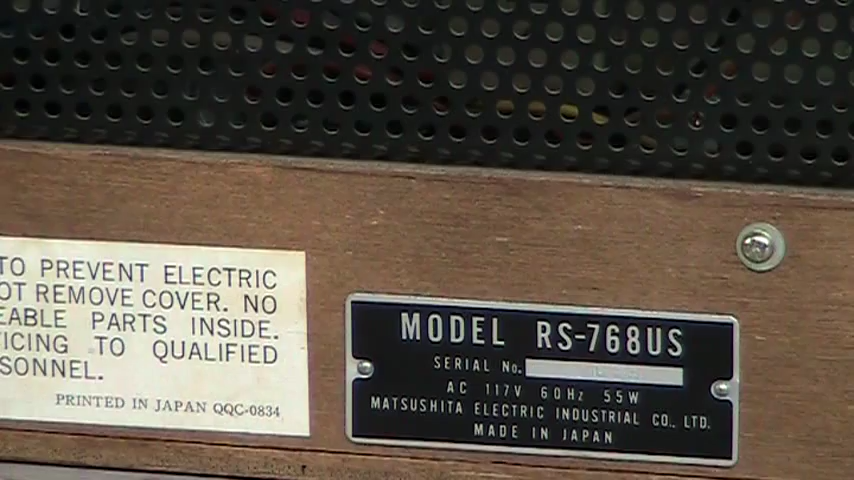 TO PREVENT ELECTRIC
OT REMOVE COVER. NO
EABLE PARTS INSIDE.
ICING TO QUALIFIED
SONNEL.
PRINTED IN JAPAN QQC-0834
MODEL RS-768US
SERIAL No.
AC 117V 60Hz 55W
MATSUSHITA ELECTRIC INDUSTRIAL CO., LTD.
MADE IN JAPAN